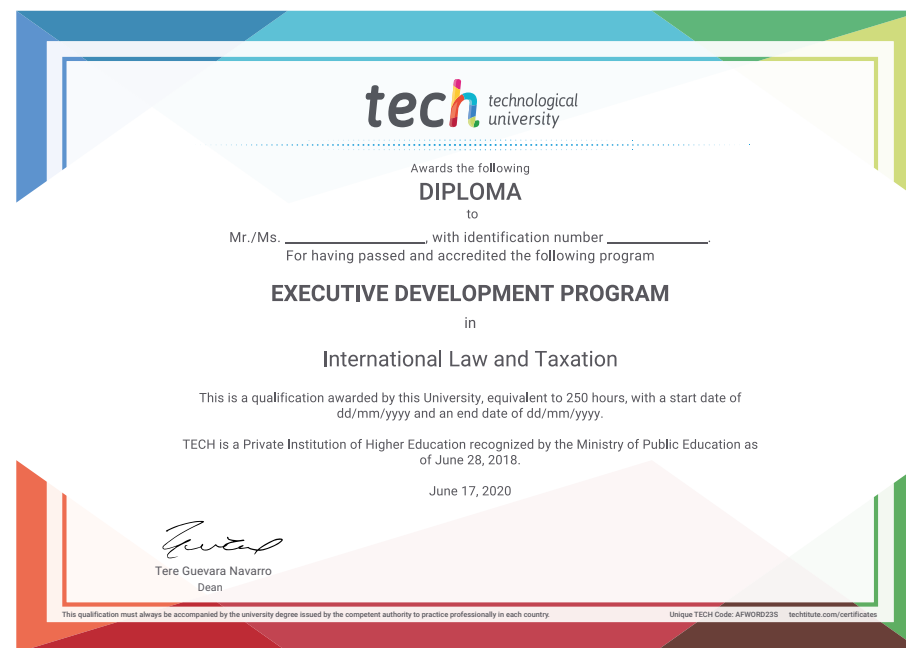 tech technological
university
Awards the following
DIPLOMA
to
Mr./Ms. __________________, with identification number _____________.
For having passed and accredited the following program
EXECUTIVE DEVELOPMENT PROGRAM
in
International Law and Taxation
This is a qualification awarded by this University, equivalent to 250 hours, with a start date of
dd/mm/yyyy and an end date of dd/mm/yyyy.
TECH is a Private Institution of Higher Education recognized by the Ministry of Public Education as
of June 28, 2018.
June 17, 2020
Tere Guevara Navarro
Dean
This qualification must always be accompanied by the university degree issued by the competent authority to practice professionally in each country.
Unique TECH Code: AFWORD23S techtitute.com/certificates